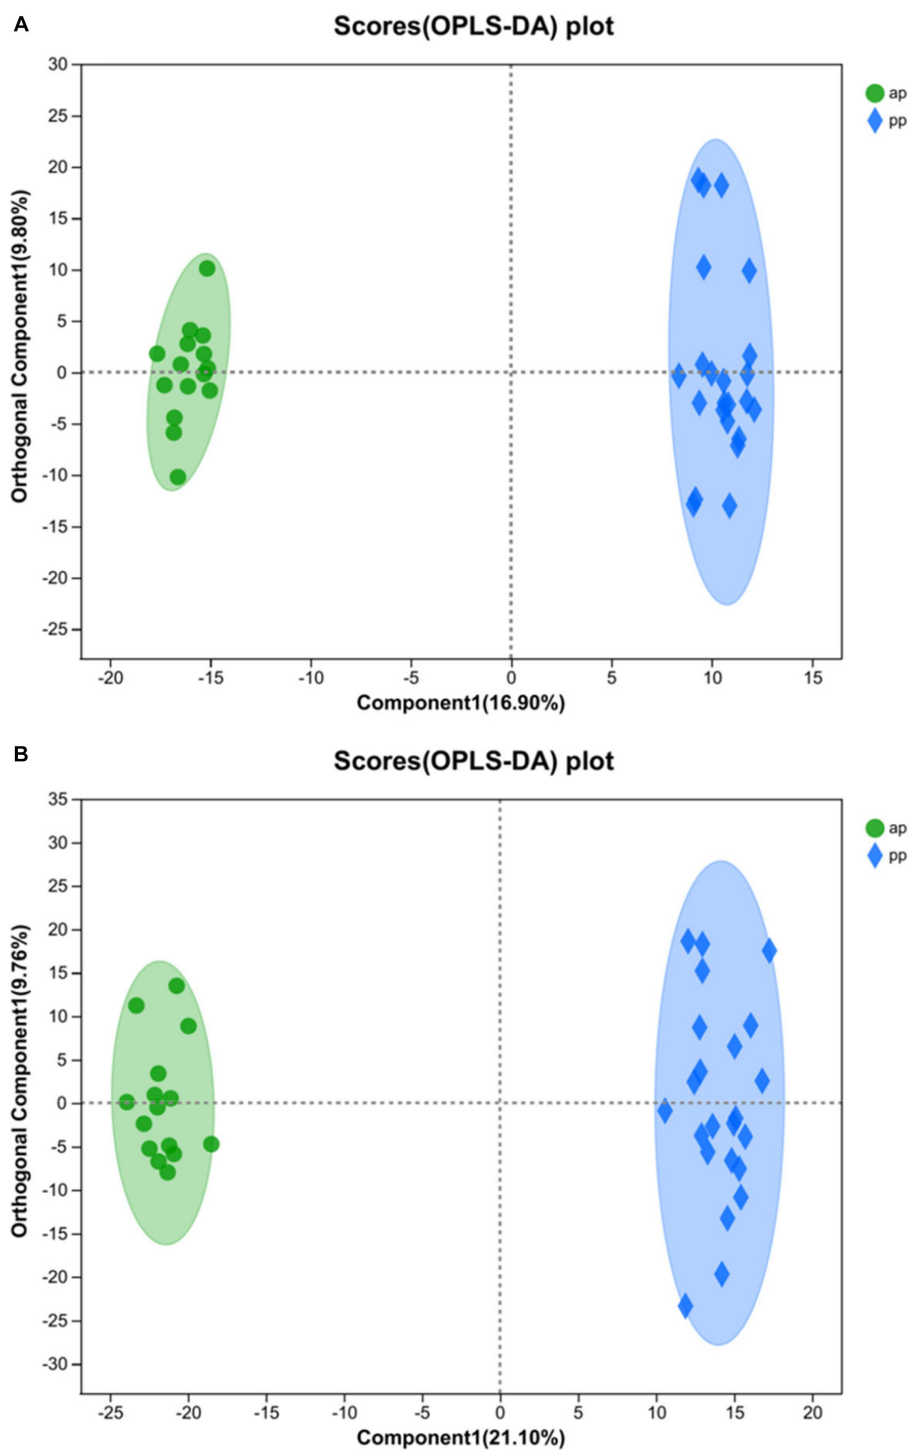 A
Scores(OPLS-DA) plot
30
25
20
15
10
5
0
-5
-10
-15
-20
-25
Orthogonal Component1(9.80%)
-20 -15 -10 -5 0 5 10 15
Component1(16.90%)
ap
pp
B
Scores(OPLS-DA) plot
35
30
25
20
15
10
5
0
-5
-10
-15
-20
-25
-30
Orthogonal Component1(9.76%)
-25 -20 -15 -10 -5 0 5 10 15 20
Component1(21.10%)
ap
pp